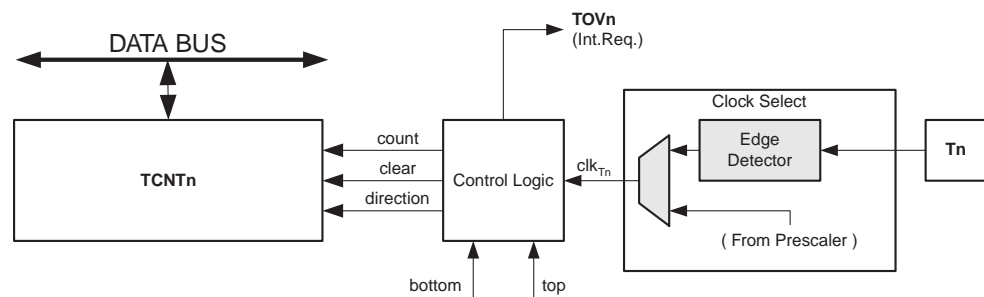 TOVn
(Int.Req.)
DATA BUS
Clock Select
count
Edge
Detector
Tn
TCNTn
clear
Control Logic
clkTn
direction
( From Prescaler )
bottom
top